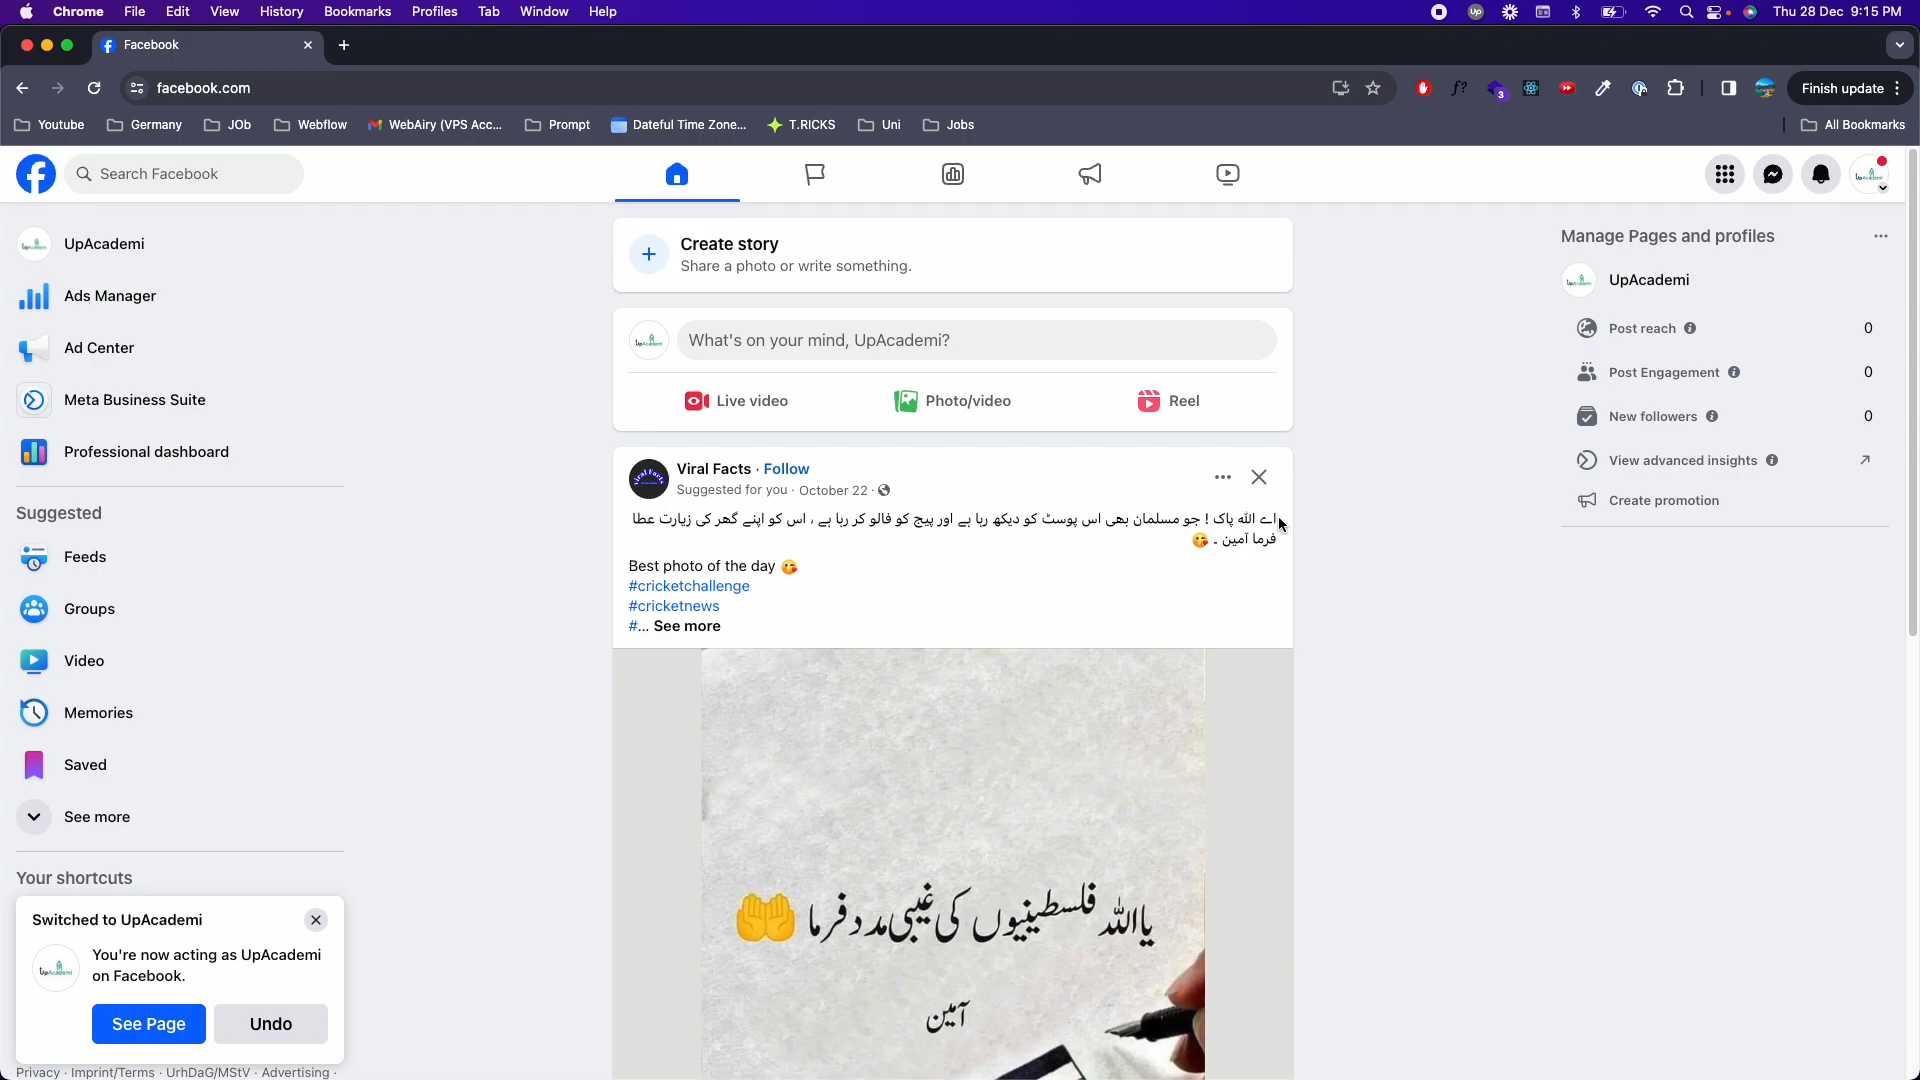 Chrome File Edit View History Bookmarks Profiles Tab Window Help
Thu 28 Dec 9:15 PM
Facebook
facebook.com
Finish update
Youtube Germany JOb Webflow WebAiry (VPS Acc... Prompt Dateful Time Zone... T.RICKS Uni Jobs
All Bookmarks
Search Facebook
UpAcademi
Ads Manager
Ad Center
Meta Business Suite
Professional dashboard
Suggested
Feeds
Groups
Video
Memories
Saved
See more
Your shortcuts
Switched to UpAcademi
You're now acting as UpAcademi
on Facebook.
See Page
Undo
Privacy · Imprint/Terms · UrhDaG/MStV · Advertising ·
Create story
Share a photo or write something.
What's on your mind, UpAcademi?
Live video
Photo/video
Reel
Viral Facts · Follow
Suggested for you · October 22 ·
اے اللہ پاک ! جو مسلمان بھی اس پوسٹ کو دیکھ رہا ہے اور پیج کو فالو کر رہا ہے ، اس کو اپنے گھر کی زیارت عطا
فرما آمین ۔ 😋
Best photo of the day 😋
#cricketchallenge
#cricketnews
#... See more
یااللہ فلسطینیوں کی غیبی مدد فرما 🤲
آمین
Manage Pages and profiles
UpAcademi
Post reach 0
Post Engagement 0
New followers 0
View advanced insights
Create promotion